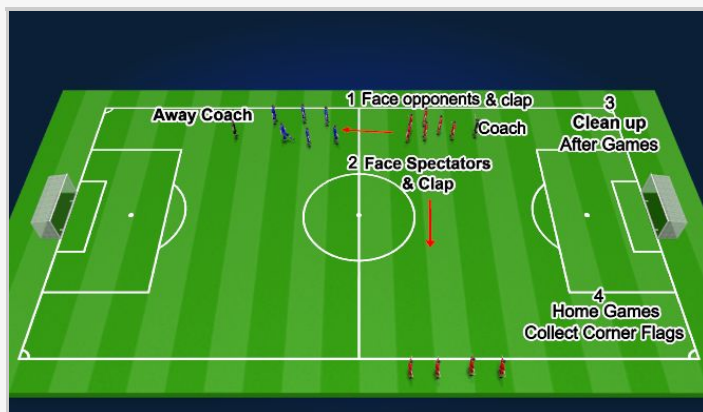 1 Face opponents & clap
Away Coach
Coach
2 Face Spectators
& Clap
3
Clean up
After Games
4
Home Games
Collect Corner Flags